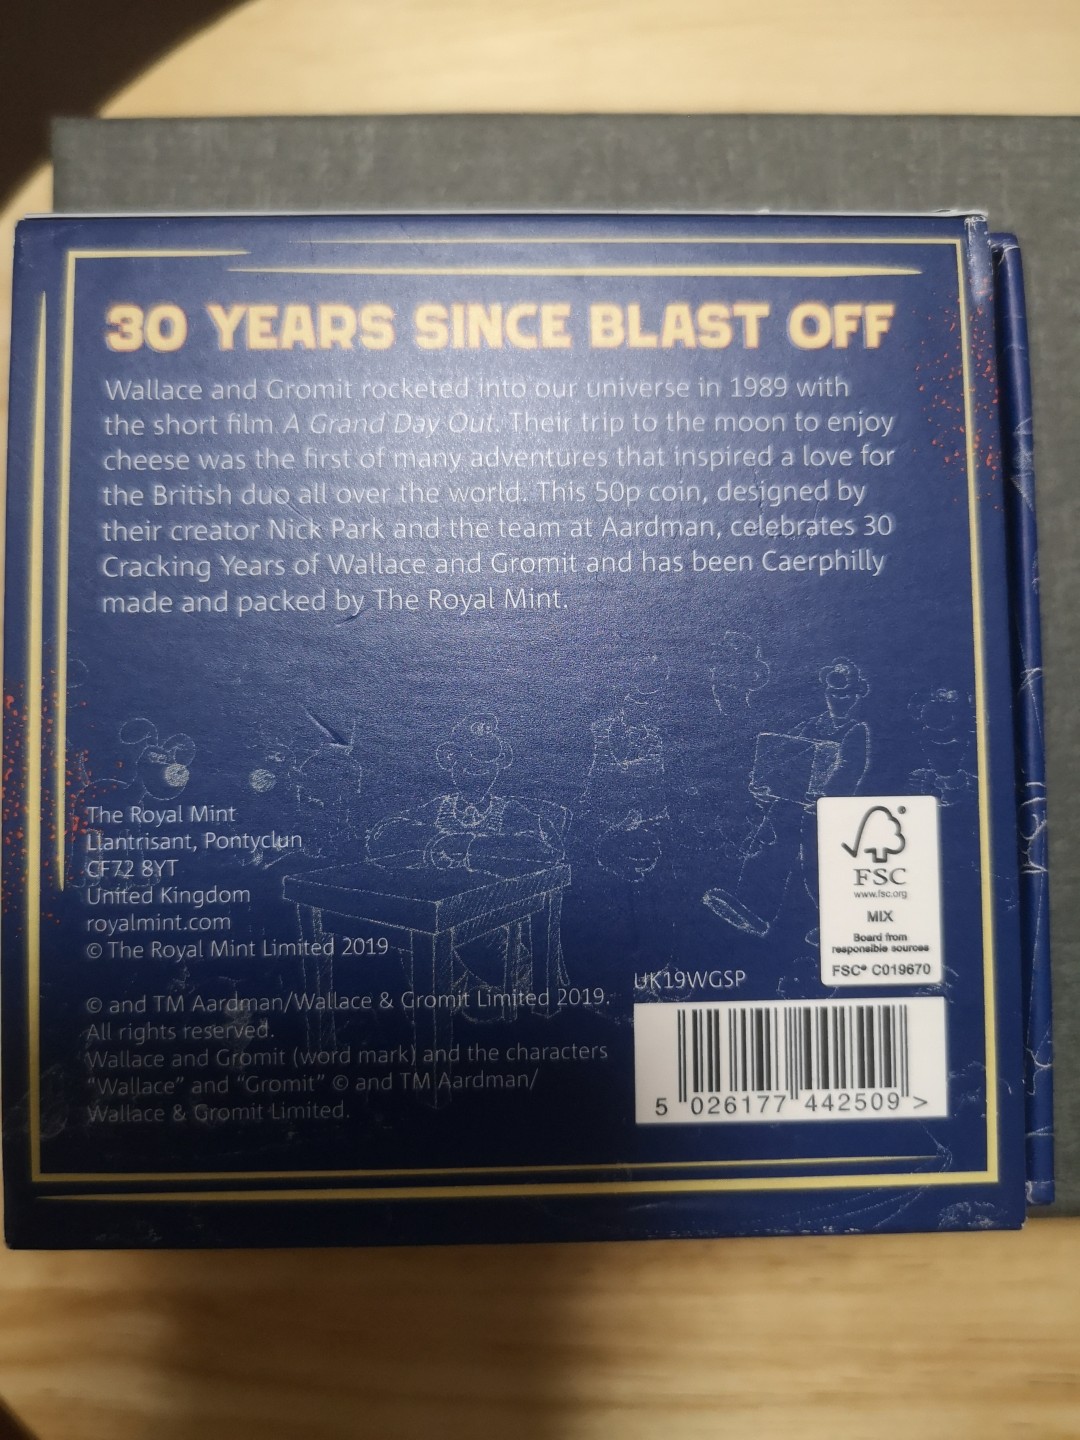 30 YEARS SINCE BLAST OFF
Wallace and Gromit rocketed into our universe in 1989 with
the short film A Grand Day Out. Their trip to the moon to enjoy
cheese was the first of many adventures that inspired a love for
the British duo all over the world. This 50p coin, designed by
their creator Nick Park and the team at Aardman, celebrates 30
Cracking Years of Wallace and Gromit and has been Caerphilly
made and packed by The Royal Mint.
The Royal Mint
Llantrisant, Pontyclun
CF72 8YT
United Kingdom
royalmint.com
© The Royal Mint Limited 2019
© and TM Aardman/Wallace & Gromit Limited 2019.
All rights reserved.
Wallace and Gromit (word mark) and the characters
“Wallace” and “Gromit” © and TM Aardman/
Wallace & Gromit Limited.
®
FSC
www.fsc.org
MIX
Board from
responsible sources
FSC® C019670
UK19WGSP
5 026177 442509 >